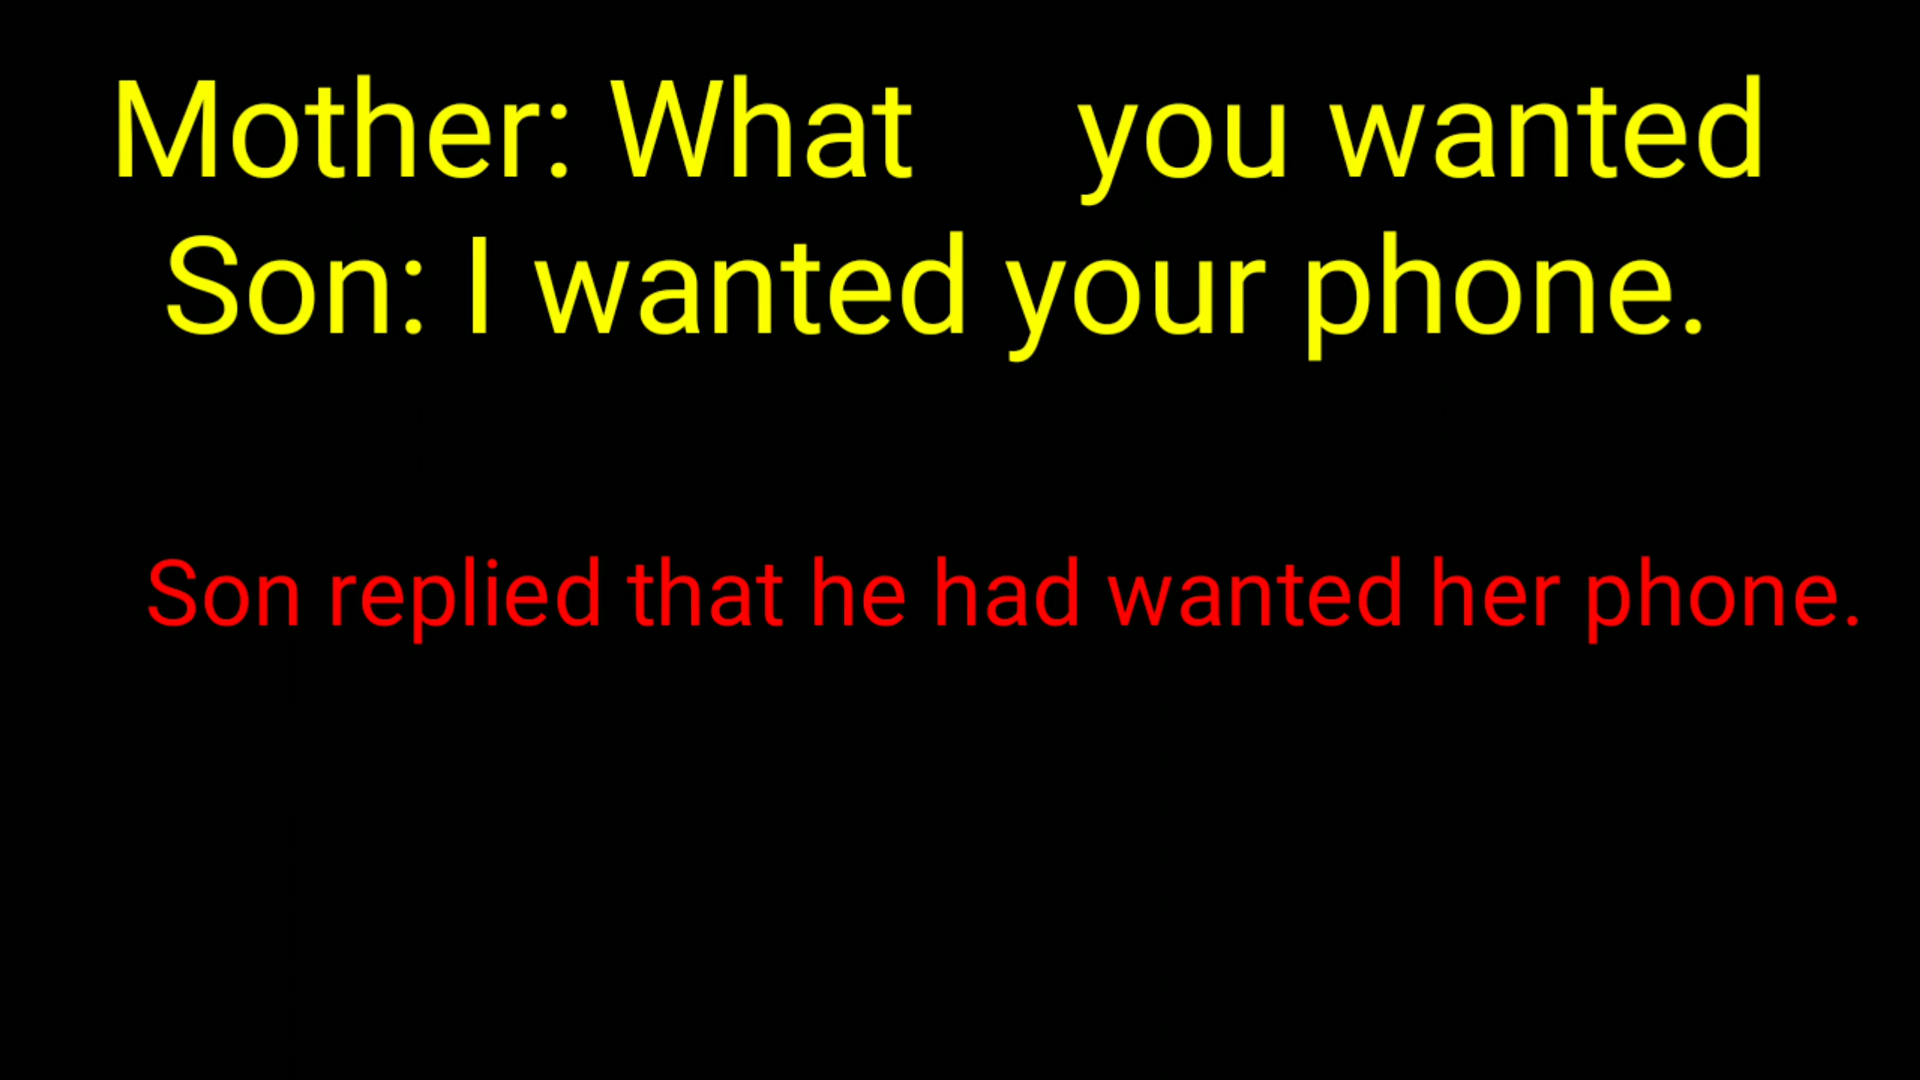 Mother: What you wanted
Son: I wanted your phone.
Son replied that he had wanted her phone.